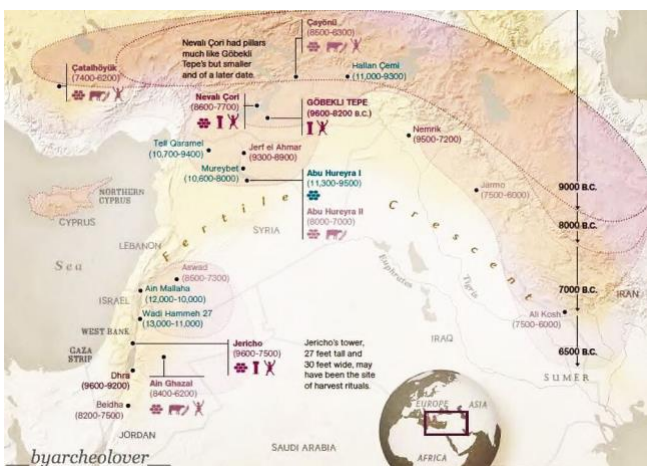 Çayönü
(8500-6300)
Nevalı Çori had pillars
much like Göbekli
Tepe's but smaller
and of a later date.
Hallan Çemi
(11,000-9300)
Çatalhöyük
(7400-6200)
Nevalı Çori
(8600-7700)
GÖBEKLI TEPE
(9600-8200 B.C.)
Nemrik
(9500-7200)
Tell Qaramel
(10,700-9400)
Jerf el Ahmar
(9300-8900)
Mureybet
(10,600-8000)
Abu Hureyra I
(11,300-9500)
Abu Hureyra II
(8000-7000)
Jarmo
(7500-6000)
9000 B.C.
8000 B.C.
7000 B.C.
6500 B.C.
NORTHERN
CYPRUS
CYPRUS
LEBANON
SYRIA
Fertile Crescent
Sea
Aswad
(8600-7300)
Ain Mallaha
(12,000-10,000)
ISRAEL
Wadi Hammeh 27
(13,000-11,000)
WEST BANK
GAZA
STRIP
Euphrates
Tigris
IRAN
IRAQ
Ali Kosh
(7500-6000)
SUMER
Jericho
(9600-7500)
Jericho's tower,
27 feet tall and
30 feet wide, may
have been the site
of harvest rituals.
Dhra
(9600-9200)
Ain Ghazal
(8400-6200)
Beidha
(8200-7500)
JORDAN
SAUDI ARABIA
EUROPE
ASIA
AFRICA
__byarcheolover__